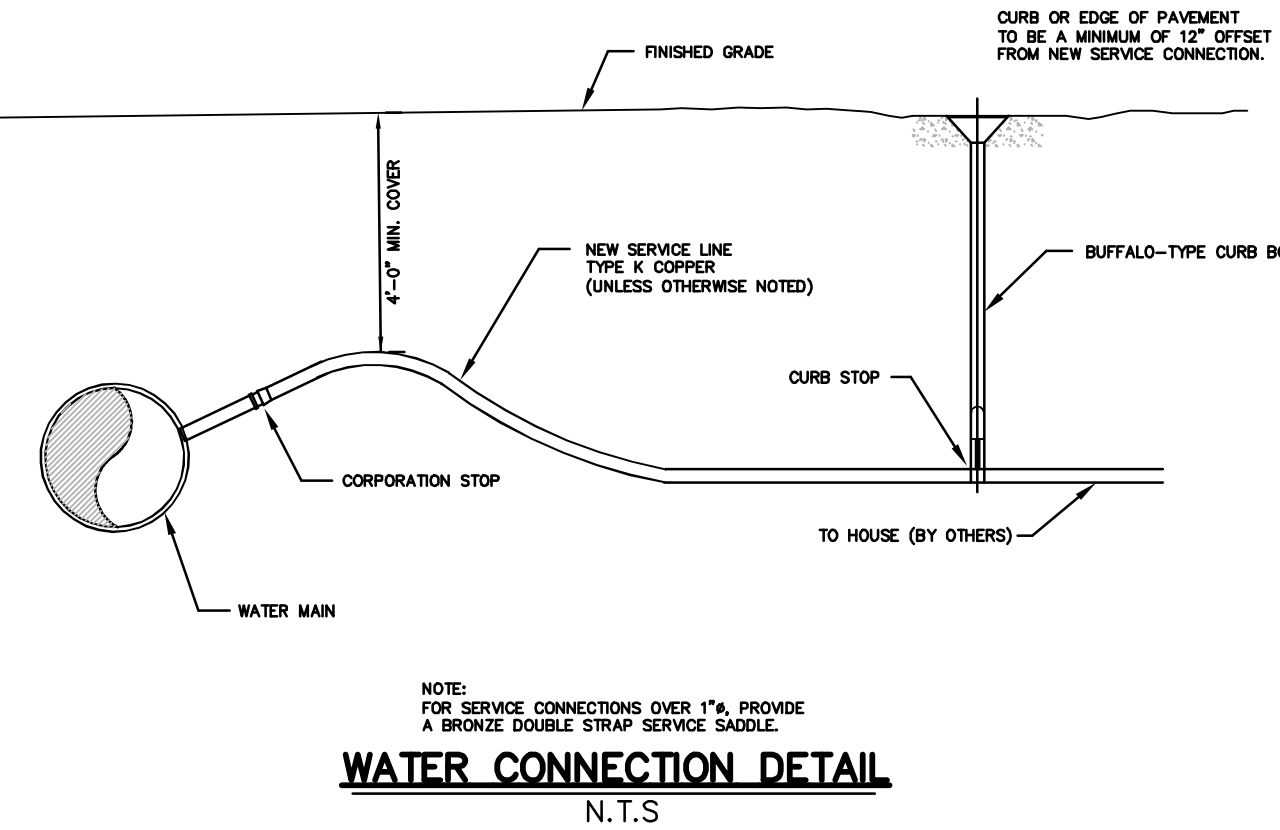 CURB OR EDGE OF PAVEMENT
TO BE A MINIMUM OF 12" OFFSET
FROM NEW SERVICE CONNECTION.
FINISHED GRADE
4'-0" MIN. COVER
NEW SERVICE LINE
TYPE K COPPER
(UNLESS OTHERWISE NOTED)
BUFFALO-TYPE CURB
CURB STOP
CORPORATION STOP
TO HOUSE (BY OTHERS)
WATER MAIN
NOTE:
FOR SERVICE CONNECTIONS OVER 1"ø, PROVIDE
A BRONZE DOUBLE STRAP SERVICE SADDLE.
WATER CONNECTION DETAIL
N.T.S